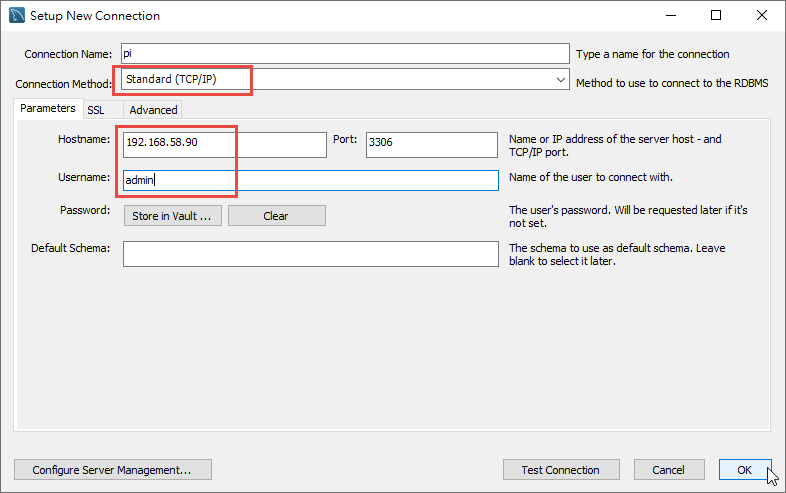 Setup New Connection
Connection Name: pi Type a name for the connection
Connection Method: Standard (TCP/IP) Method to use to connect to the RDBMS
Parameters SSL Advanced
Hostname: 192.168.58.90 Port: 3306 Name or IP address of the server host - and
TCP/IP port.
Username: admin Name of the user to connect with.
Password: Store in Vault ... Clear The user's password. Will be requested later if it's
not set.
Default Schema: The schema to use as default schema. Leave
blank to select it later.
Configure Server Management... Test Connection Cancel OK